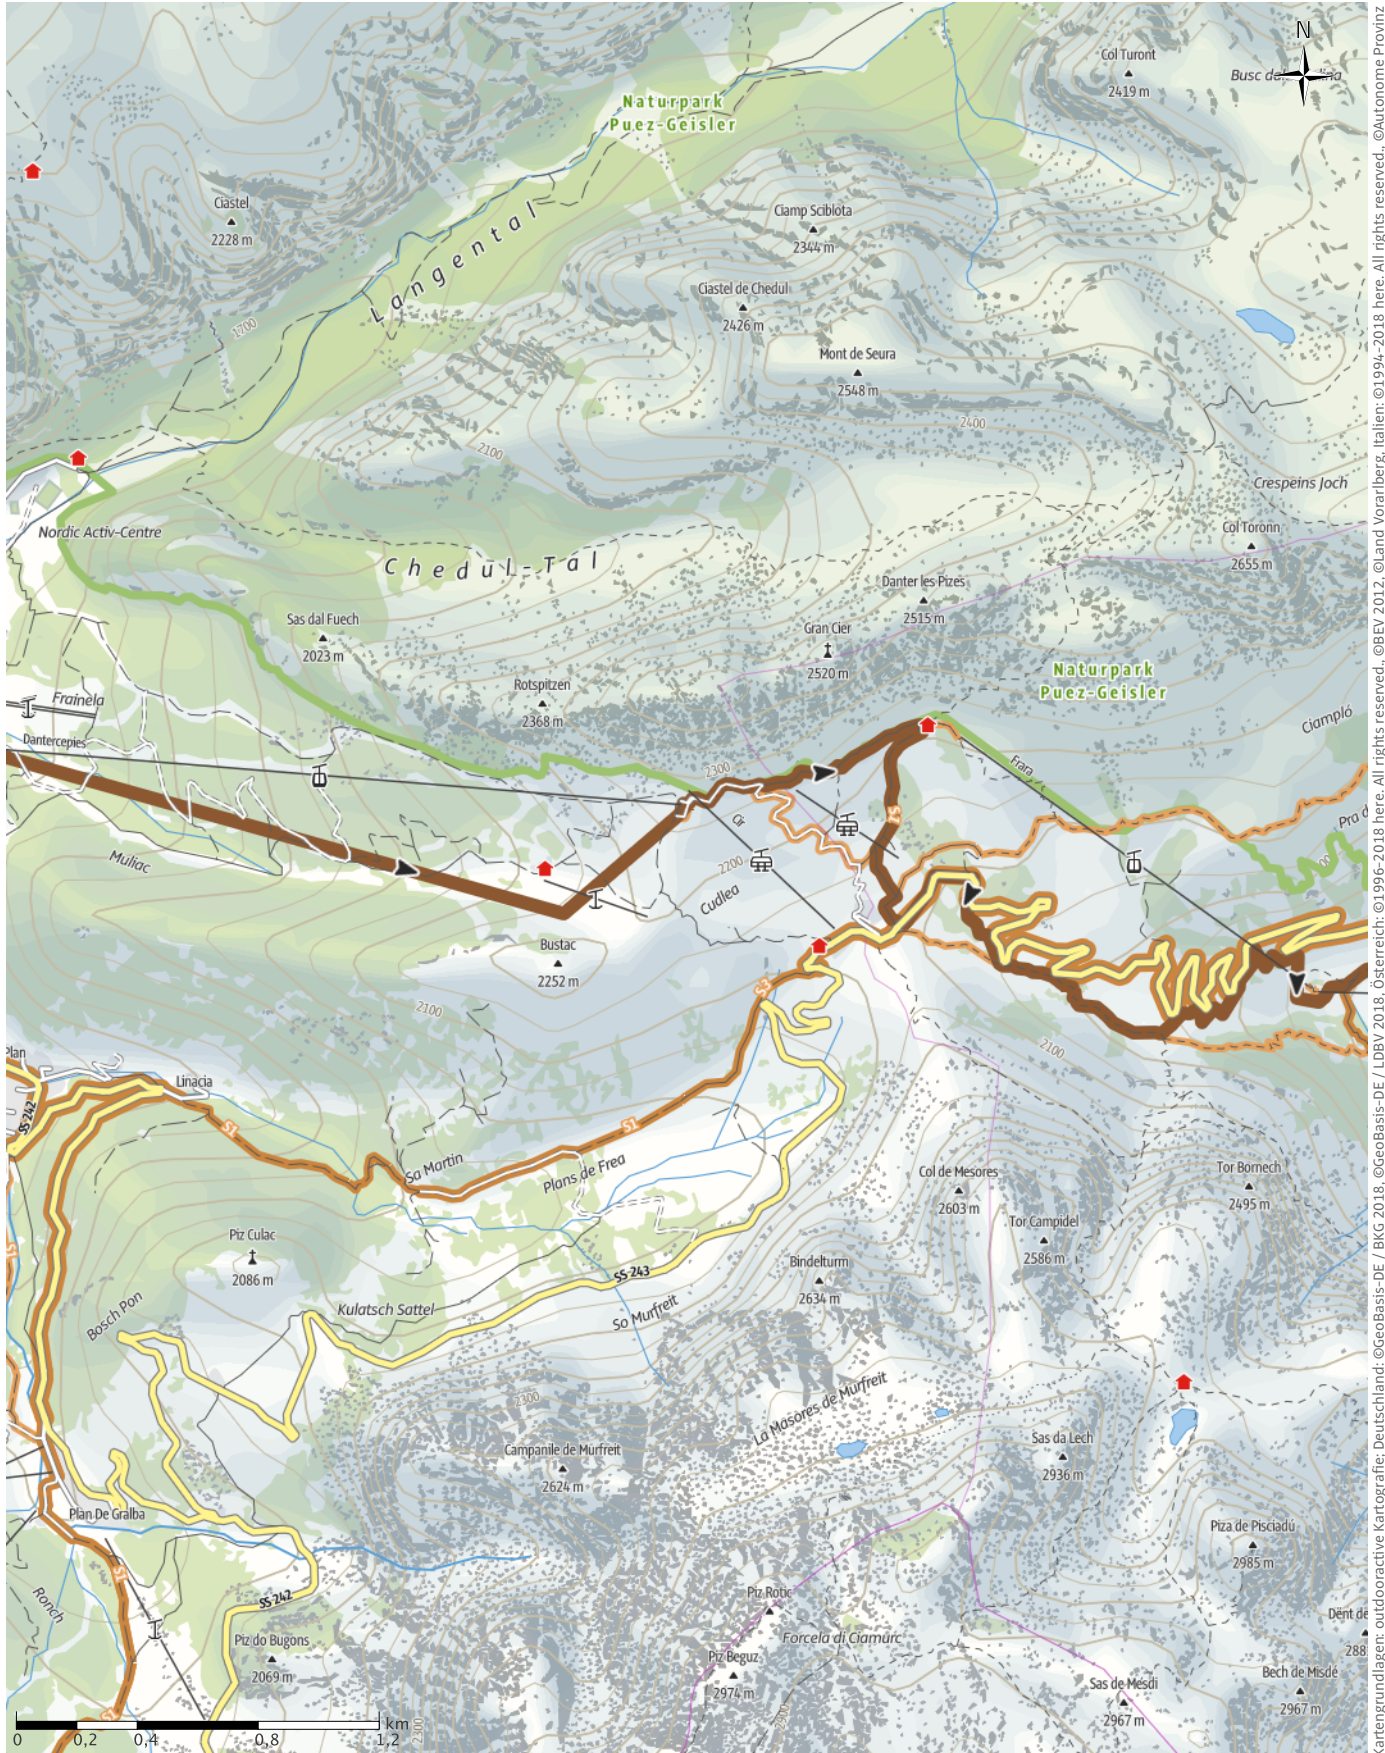 N
Col Turont
2419 m
Naturpark
Puez-Geisler
Ciastel
2228 m
Ciamp Sciblota
2344 m
Langental
Ciastel de Chedul
2426 m
1700
Mont de Seura
2548 m
2400
2100
Crespeins Joch
Col Toronn
2655 m
Nordic Activ-Centre
Chedul-Tal
Danter les Pizes
2515 m
Sas dal Fuech
2023 m
Gran Cier
2520 m
Naturpark
Puez-Geisler
Rotspitzen
2368 m
Frainela
Ciampló
Dantercepies
2300
Frara
Cir
S2
Pra d
Muliac
2200
Cudlea
Bustac
2252 m
S3
2100
2100
Plan
Linacia
SS 242
S1
S1
Sa Martin
Plans de Frea
Col de Mesores
2603 m
Tor Bornech
2495 m
Tor Campidel
2586 m
Piz Culac
2086 m
Bindelturm
2634 m
SS 243
Bosch Pon
Kulatsch Sattel
So Murfreit
2300
La Masores de Murfreit
Sas da Lech
2936 m
Campanile de Murfreit
2624 m
Plan De Gralba
Piza de Pisciadú
2985 m
S1
Ronch
SS 242
Piz Rotic
Dënt de
288
Piz do Bugons
2069 m
Forcela di Ciamurc
Piz Beguz
2974 m
Bech de Misdé
2967 m
Sas de Mesdi
2967 m
S1
2300
2800
km
0 0,2 0,4 0,8 1,2
Kartengrundlagen: outdooractive Kartografie; Deutschland: ©GeoBasis-DE / BKG 2018, ©GeoBasis-DE / LDBV 2018, Österreich: ©1996-2018 here. All rights reserved., ©BEV 2012, ©Land Vorarlberg, Italien: ©1994-2018 here. All rights reserved., ©Autonome Provinz